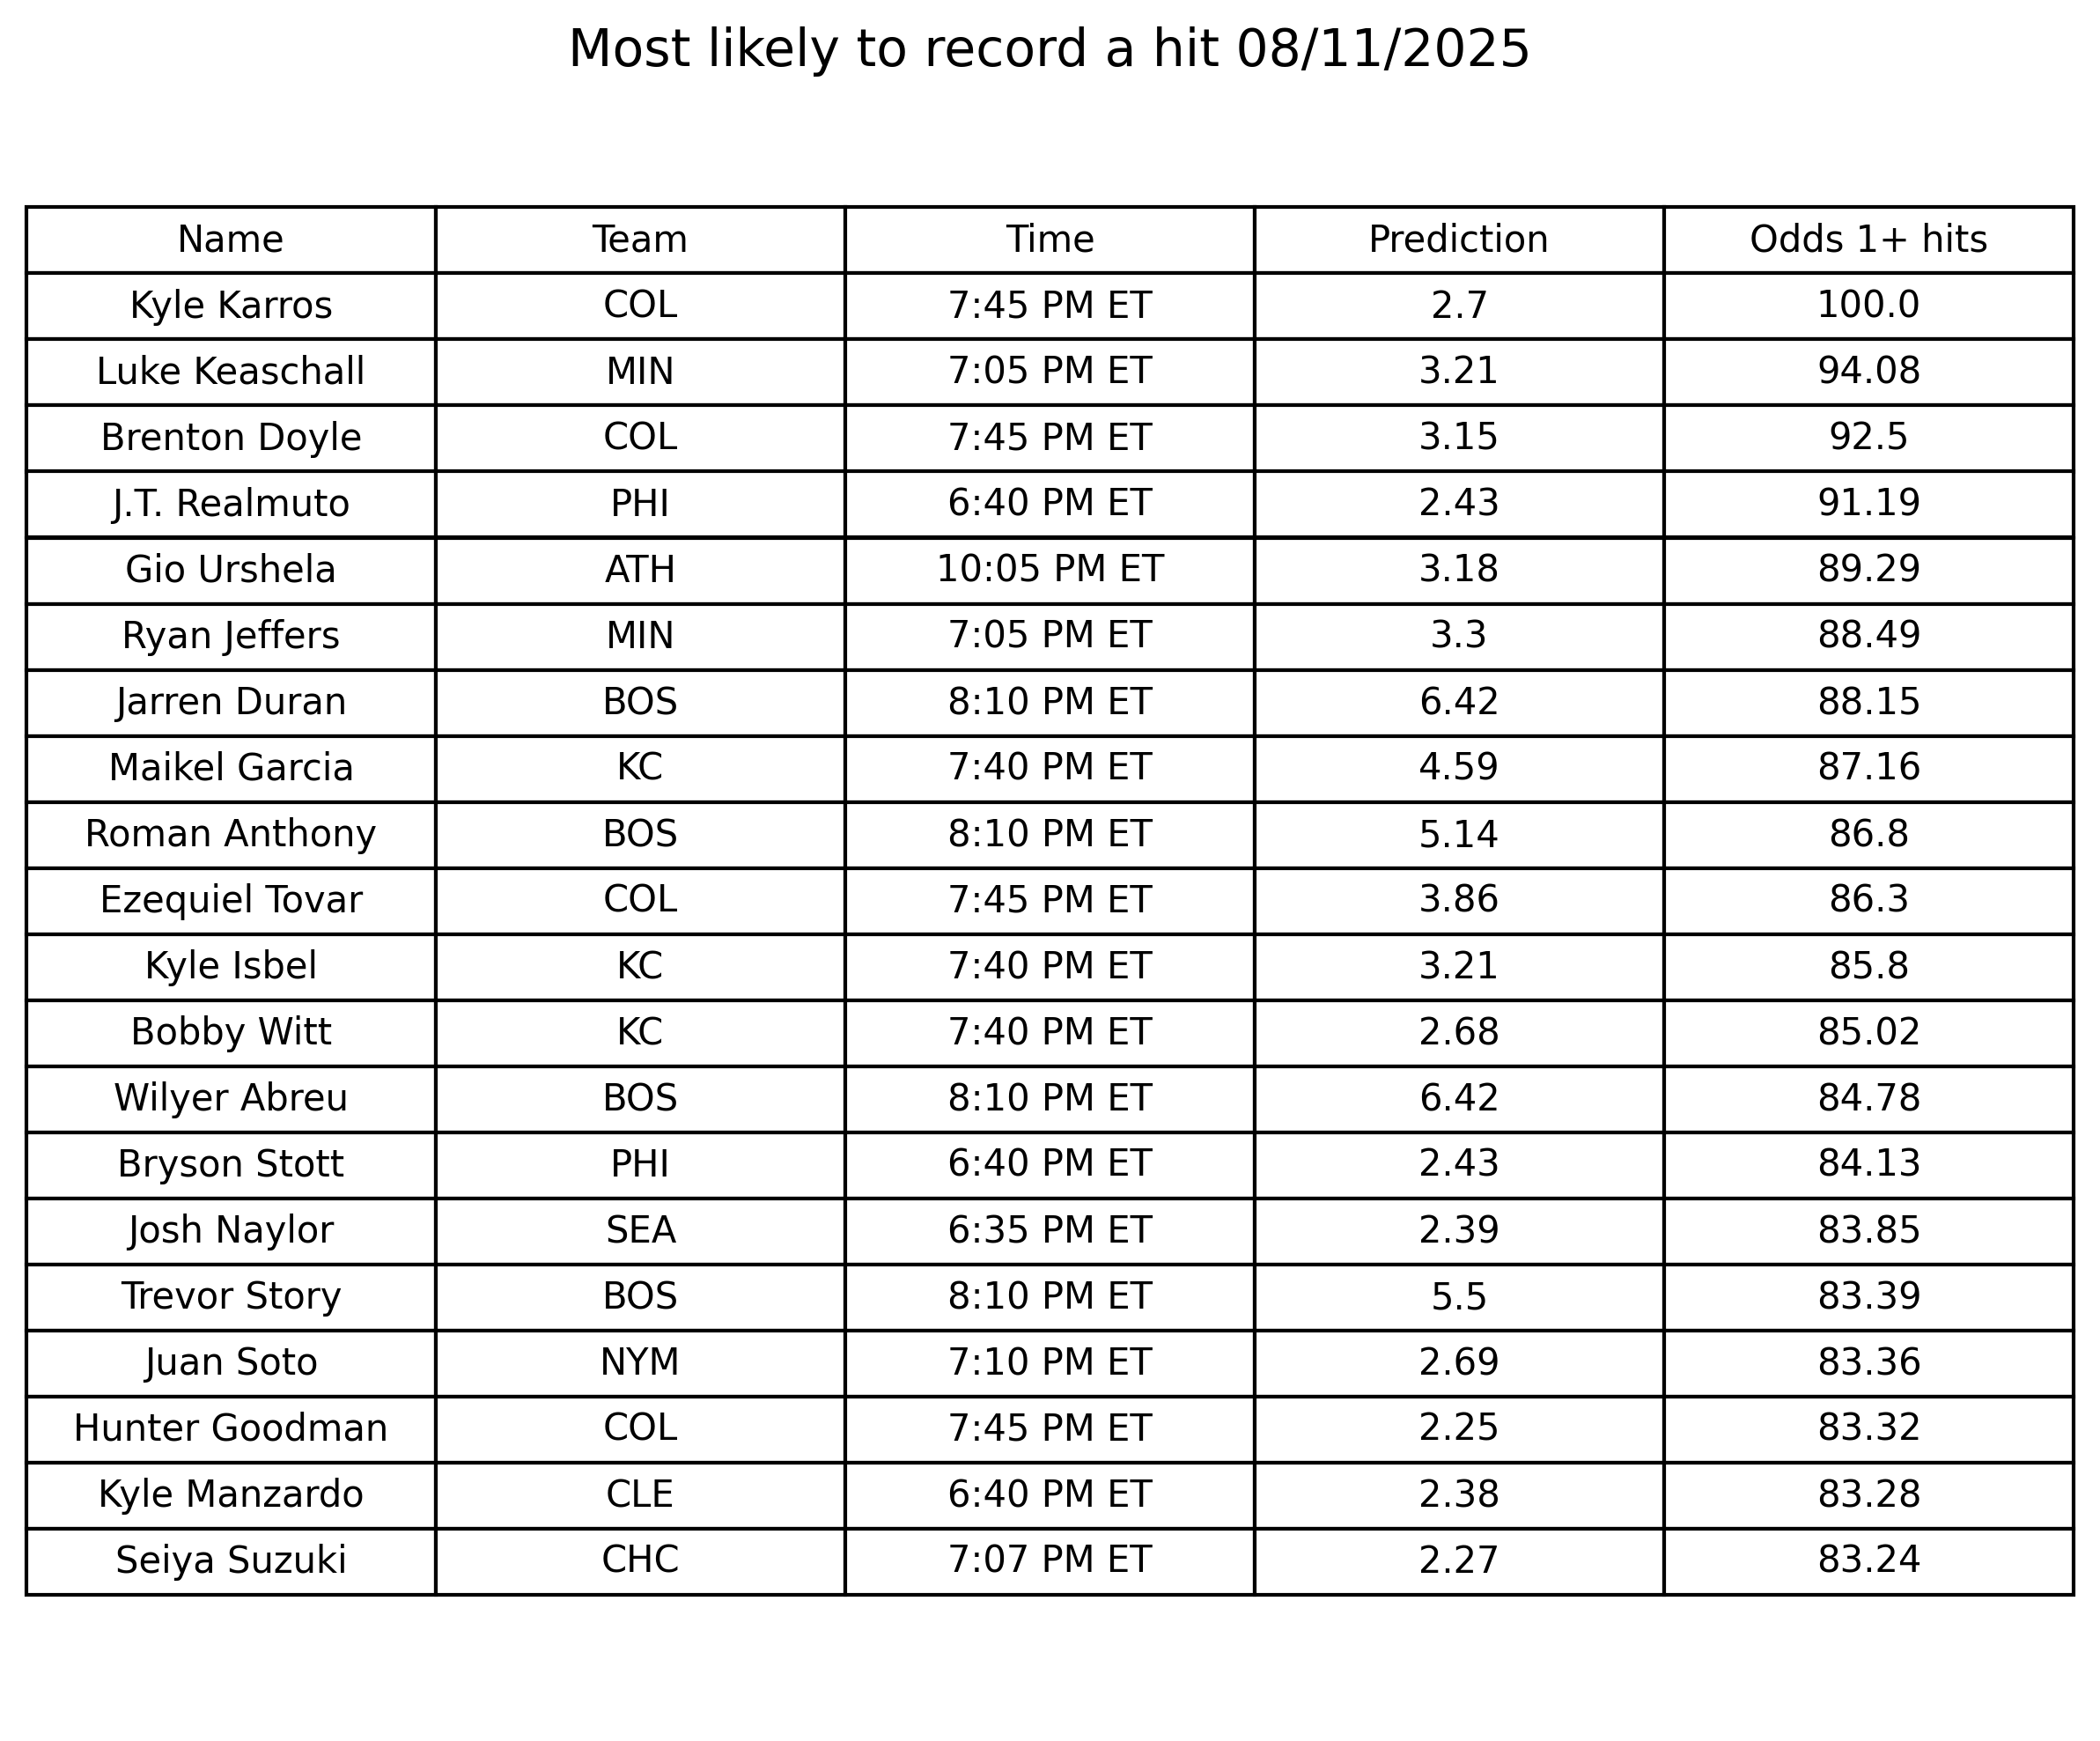 Most likely to record a hit 08/11/2025
Name Team Time Prediction Odds 1+ hits
Kyle Karros COL 7:45 PM ET 2.7 100.0
Luke Keaschall MIN 7:05 PM ET 3.21 94.08
Brenton Doyle COL 7:45 PM ET 3.15 92.5
J.T. Realmuto PHI 6:40 PM ET 2.43 91.19
Gio Urshela ATH 10:05 PM ET 3.18 89.29
Ryan Jeffers MIN 7:05 PM ET 3.3 88.49
Jarren Duran BOS 8:10 PM ET 6.42 88.15
Maikel Garcia KC 7:40 PM ET 4.59 87.16
Roman Anthony BOS 8:10 PM ET 5.14 86.8
Ezequiel Tovar COL 7:45 PM ET 3.86 86.3
Kyle Isbel KC 7:40 PM ET 3.21 85.8
Bobby Witt KC 7:40 PM ET 2.68 85.02
Wilyer Abreu BOS 8:10 PM ET 6.42 84.78
Bryson Stott PHI 6:40 PM ET 2.43 84.13
Josh Naylor SEA 6:35 PM ET 2.39 83.85
Trevor Story BOS 8:10 PM ET 5.5 83.39
Juan Soto NYM 7:10 PM ET 2.69 83.36
Hunter Goodman COL 7:45 PM ET 2.25 83.32
Kyle Manzardo CLE 6:40 PM ET 2.38 83.28
Seiya Suzuki CHC 7:07 PM ET 2.27 83.24